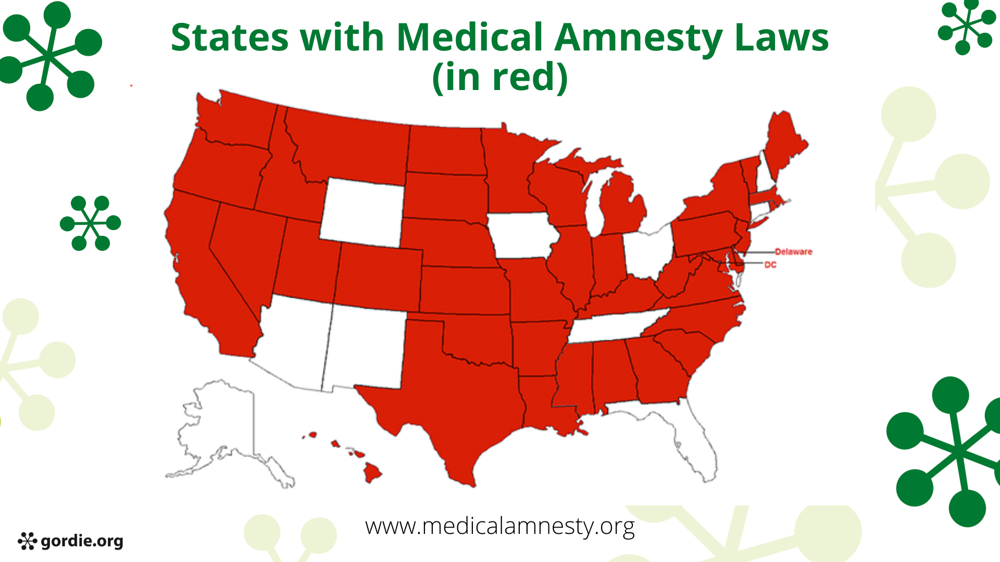 States with Medical Amnesty Laws
(in red)
Delaware
DC
www.medicalamnesty.org
gordie.org